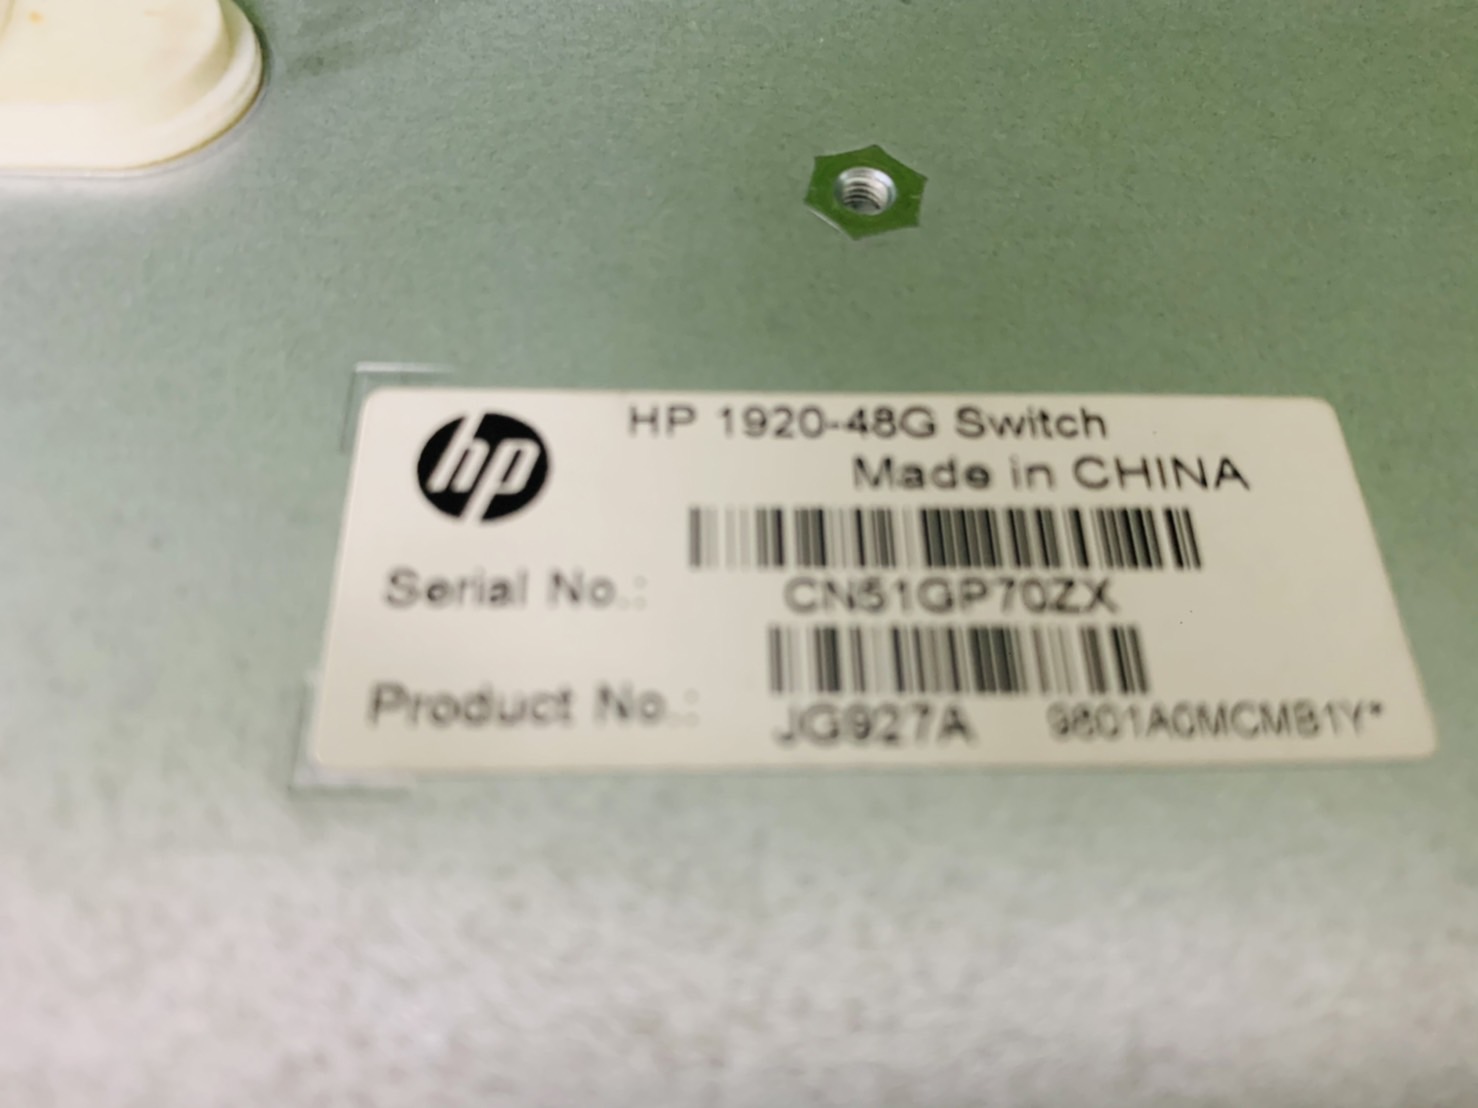 hp
HP 1920-48G Switch
Made in CHINA
Serial No.:
CN51GP70ZX
Product No.:
JG927A 9801A0MCMB1Y*